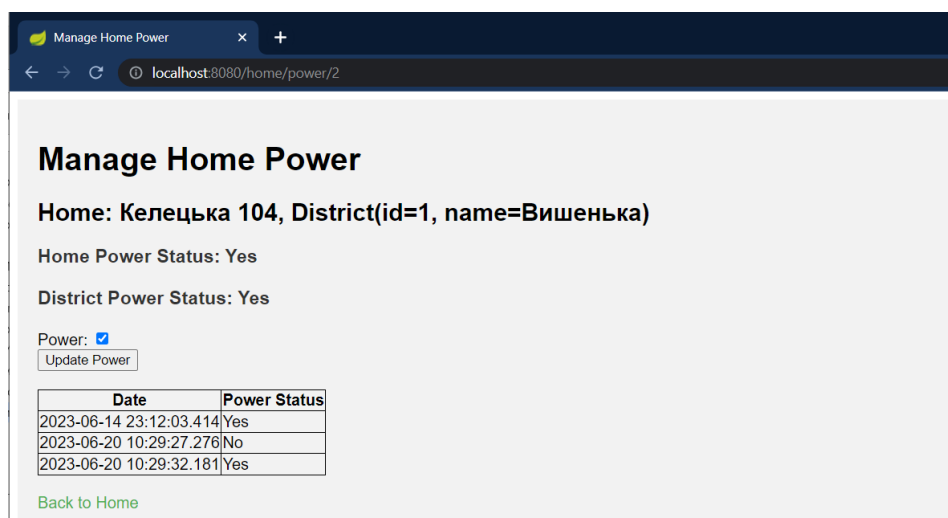 Manage Home Power
localhost:8080/home/power/2
Manage Home Power
Home: Келецька 104, District(id=1, name=Вишенька)
Home Power Status: Yes
District Power Status: Yes
Power:
Update Power
Date Power Status
2023-06-14 23:12:03.414 Yes
2023-06-20 10:29:27.276 No
2023-06-20 10:29:32.181 Yes
Back to Home